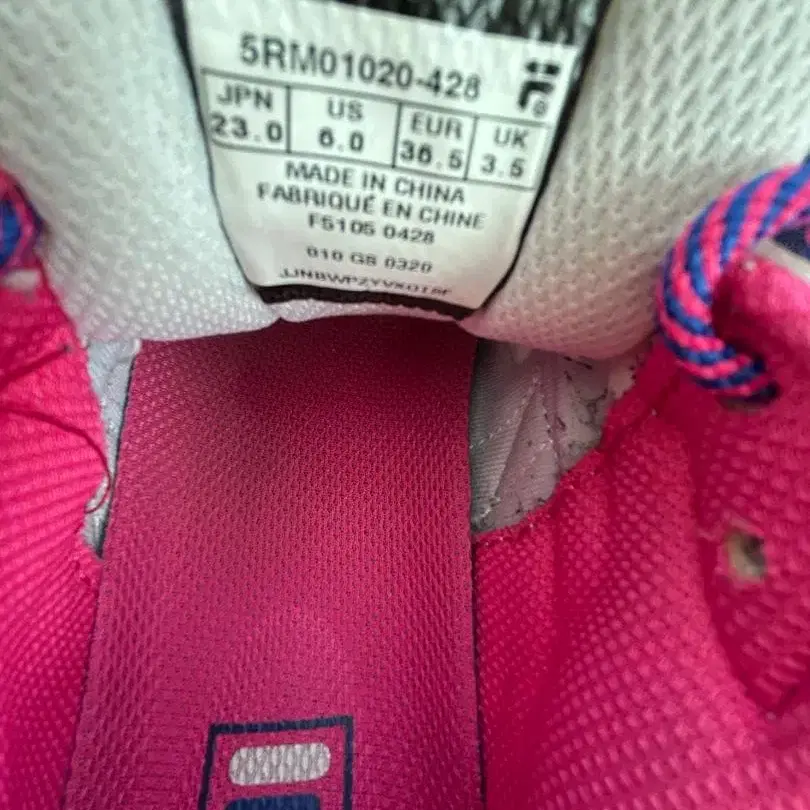 5RM01020-428
JPN US EUR UK
23.0 6.0 36.5 3.5
MADE IN CHINA
FABRIQUÉ EN CHINE
F5105 0428
010 GS 0320